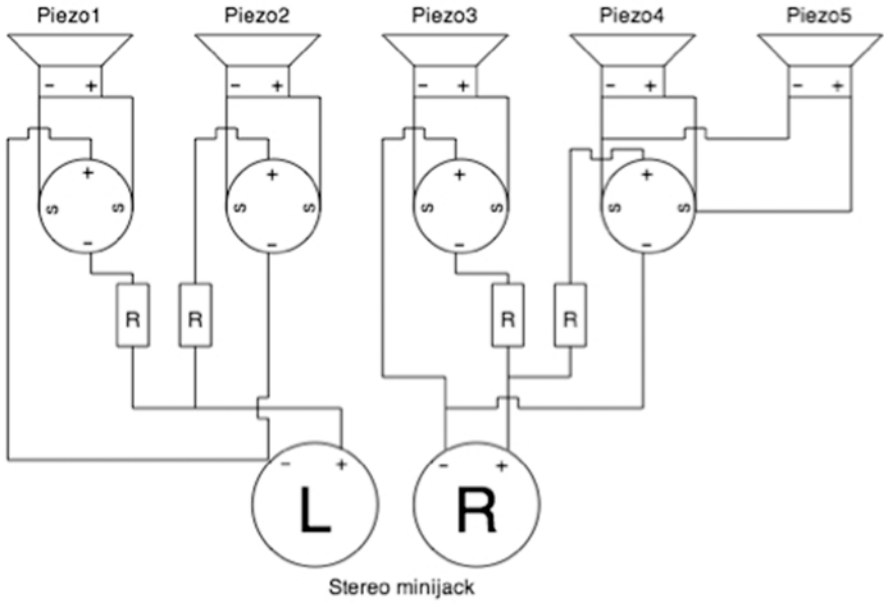 Piezo1 Piezo2 Piezo3 Piezo4 Piezo5
- + - + - + - + - +
+ + + +
s s s s s s s s
- - - -
R R R R
- + - +
L R
Stereo minijack